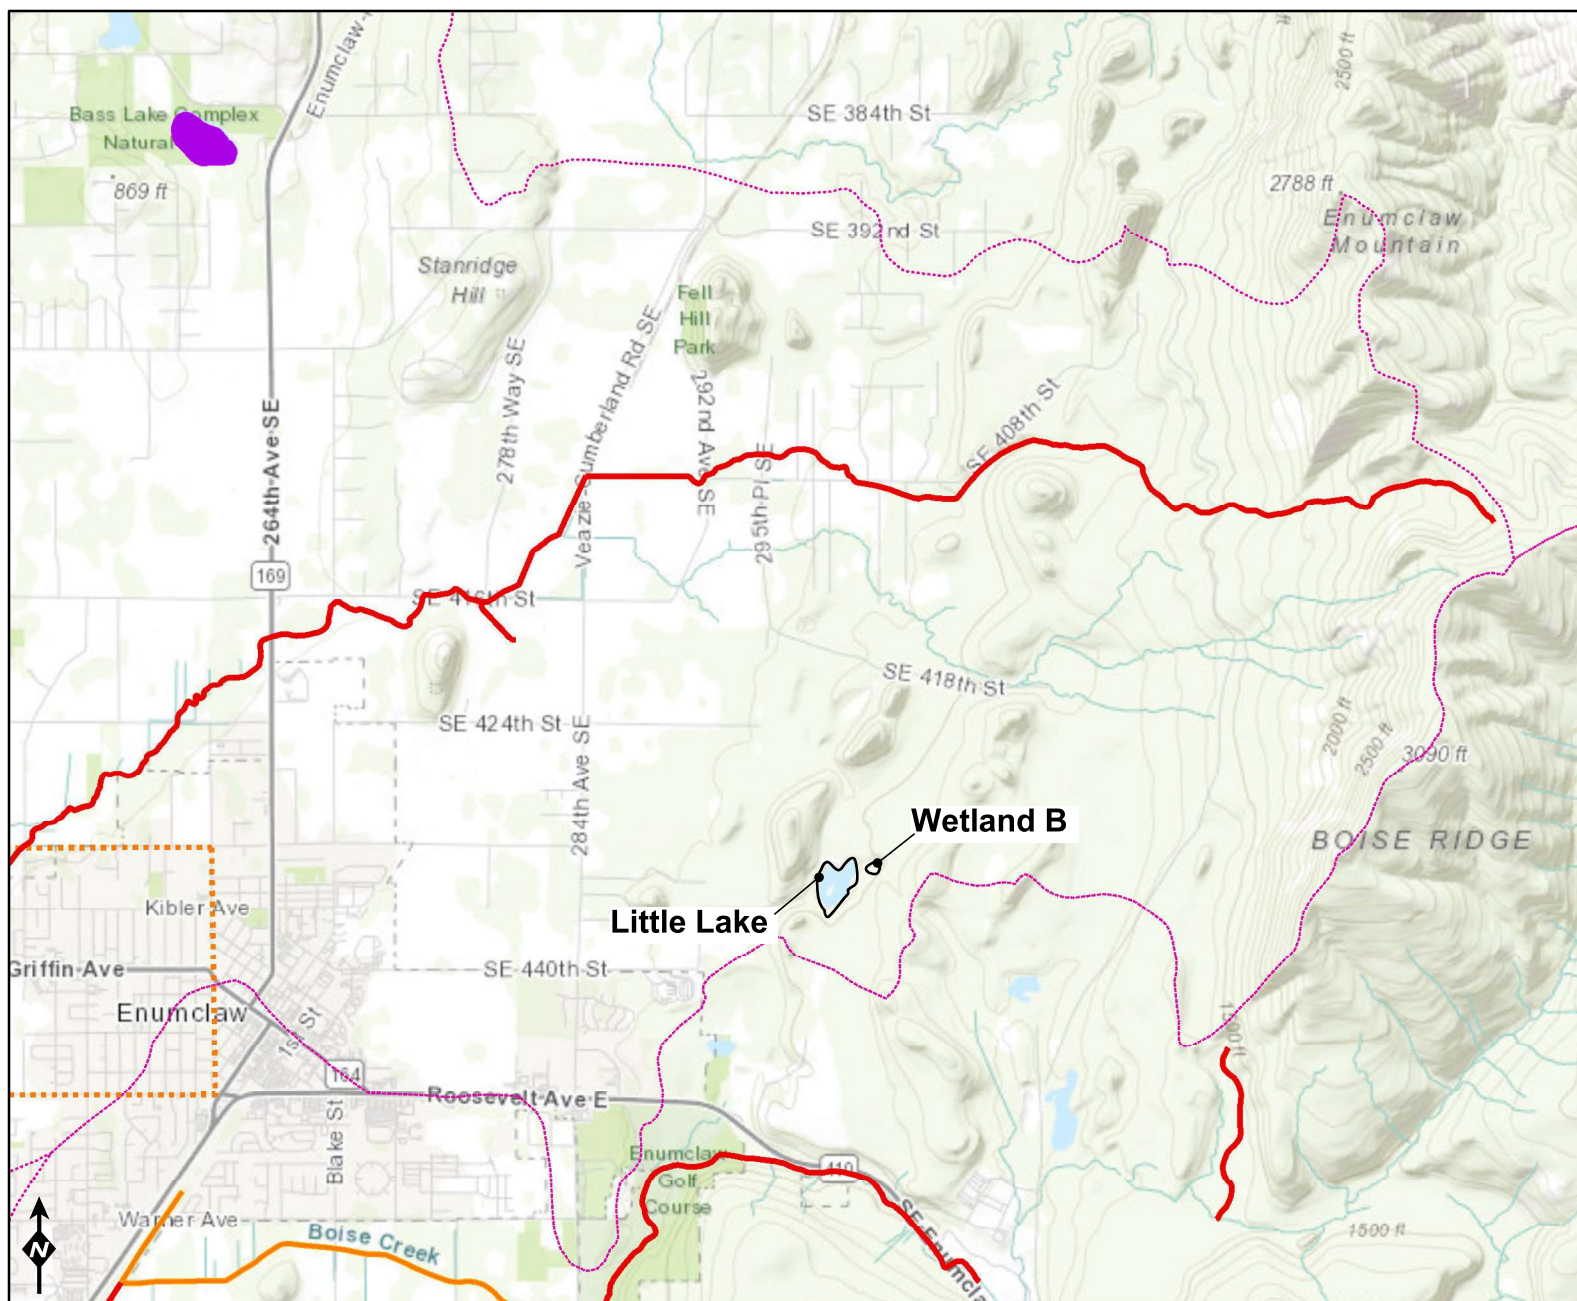 Enumclaw-
2500 ft
Bass Lake Complex
Natural
SE 384th St
869 ft
2788 ft
Enumclaw
Mountain
SE 392nd St
Stanridge
Hill
Fell
Hill
Park
278th Way SE
Veazie-Cumberland Rd SE
292nd Ave SE
295th Pl SE
SE 408th St
264th Ave SE
169
SE 416th St
SE 418th St
SE 424th St
284th Ave SE
2000 ft
2500 ft
3090 ft
BOISE RIDGE
Wetland B
Little Lake
Kibler Ave
Griffin Ave
SE 440th St
Enumclaw
1st St
1500 ft
164
Roosevelt Ave E
Blake St
Enumclaw
Golf
Course
410
SE Enumcla
Warner Ave
Boise Creek
1500 ft
N